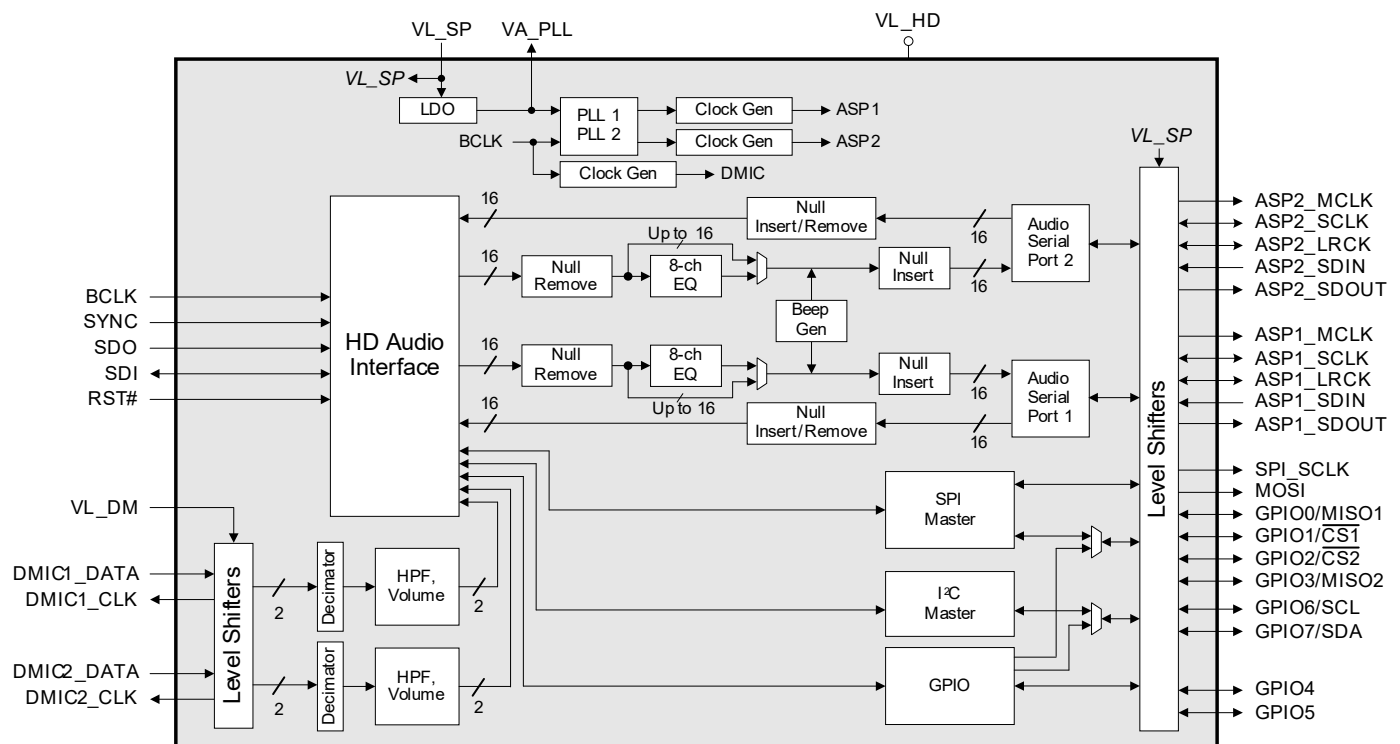 VL_SP
VA_PLL
VL_HD
VL_SP
LDO
PLL 1
PLL 2
Clock Gen
ASP1
BCLK
Clock Gen
ASP2
Clock Gen
DMIC
VL_SP
16
Null
Insert/Remove
16
Audio
Serial
Port 2
Up to 16
16
Null
Remove
8-ch
EQ
Null
Insert
16
Beep
Gen
HD Audio
Interface
16
Null
Remove
8-ch
EQ
Up to 16
Null
Insert
16
Audio
Serial
Port 1
16
Null
Insert/Remove
16
BCLK
SYNC
SDO
SDI
RST#
VL_DM
DMIC1_DATA
DMIC1_CLK
DMIC2_DATA
DMIC2_CLK
Level Shifters
2
Decimator
HPF,
Volume
2
2
Decimator
HPF,
Volume
2
SPI
Master
I²C
Master
GPIO
Level Shifters
ASP2_MCLK
ASP2_SCLK
ASP2_LRCK
ASP2_SDIN
ASP2_SDOUT
ASP1_MCLK
ASP1_SCLK
ASP1_LRCK
ASP1_SDIN
ASP1_SDOUT
SPI_SCLK
MOSI
GPIO0/MISO1
GPIO1/CS1
GPIO2/CS2
GPIO3/MISO2
GPIO6/SCL
GPIO7/SDA
GPIO4
GPIO5